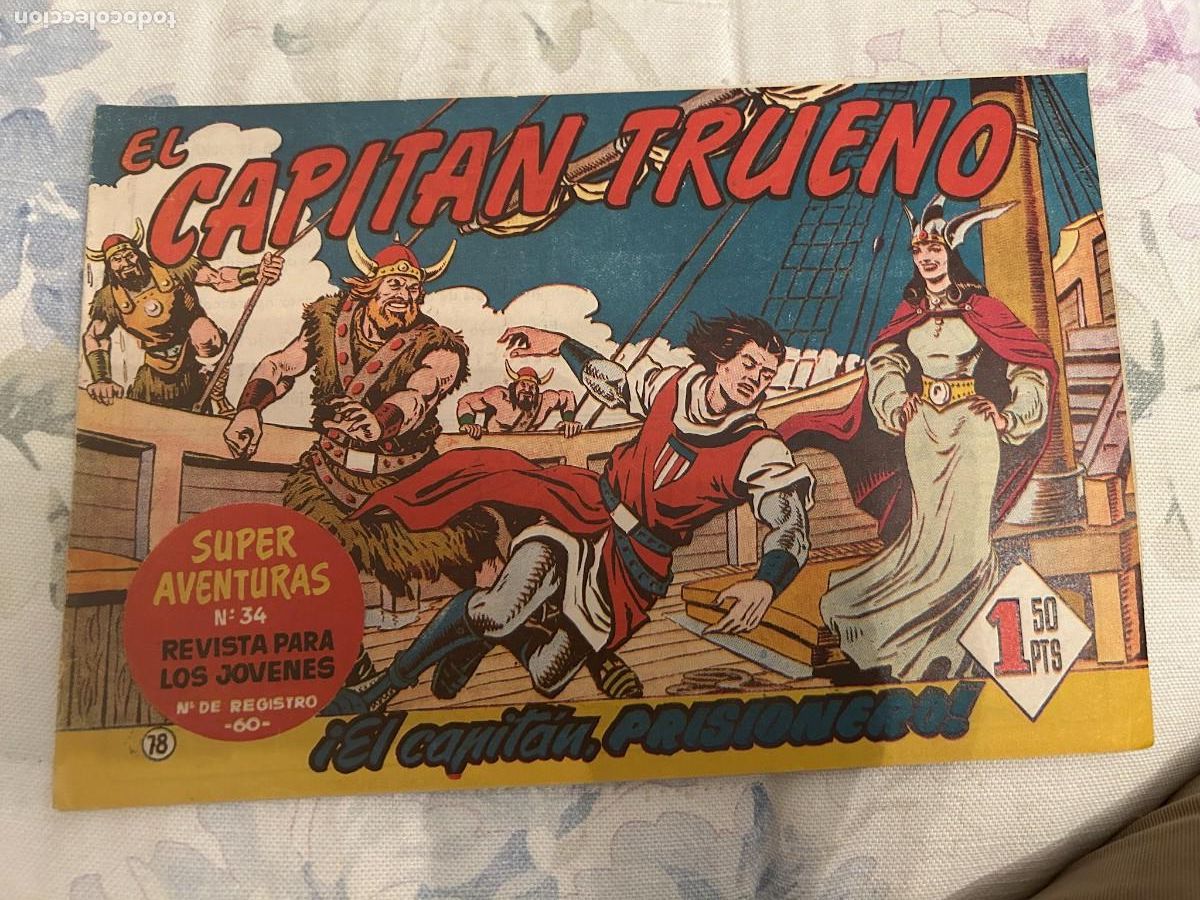 todocoleccion
EL
CAPITAN TRUENO
SUPER
AVENTURAS
Nº 34
REVISTA PARA
LOS JOVENES
Nº DE REGISTRO
-60-
78
¡El capitán, PRISIONERO!
1 50
PTS